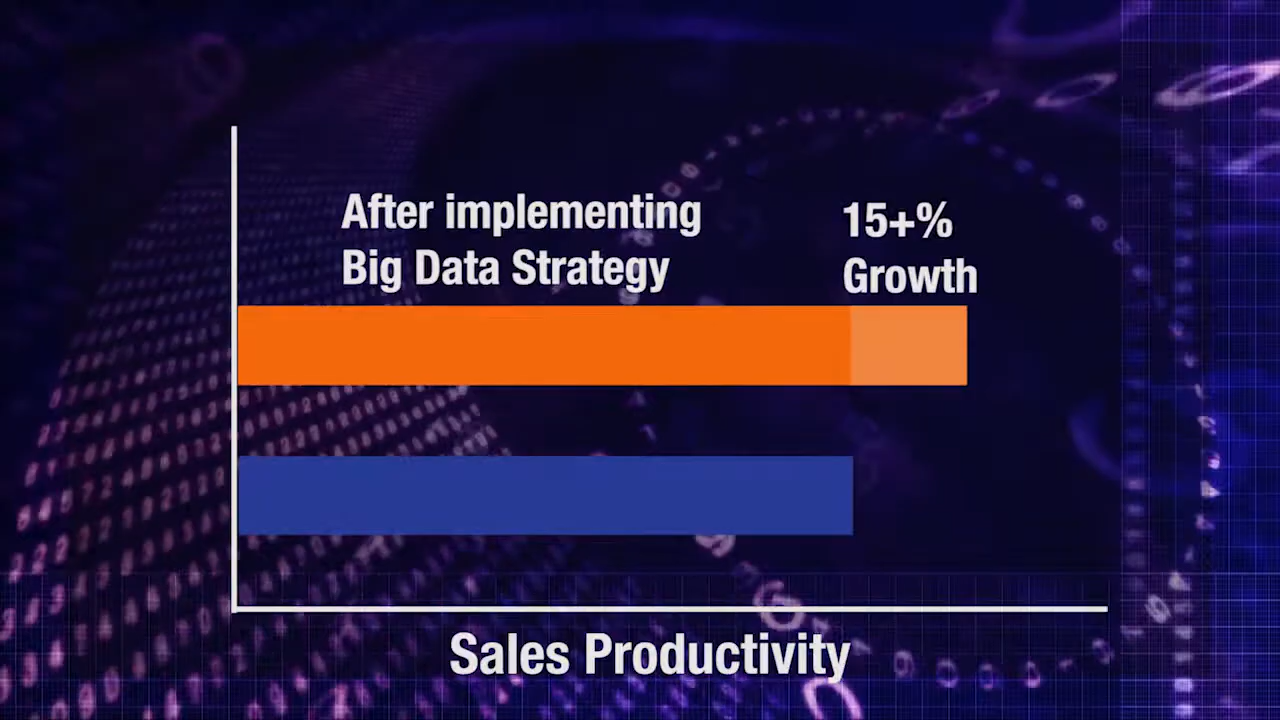 After implementing
Big Data Strategy
15+%
Growth
Sales Productivity